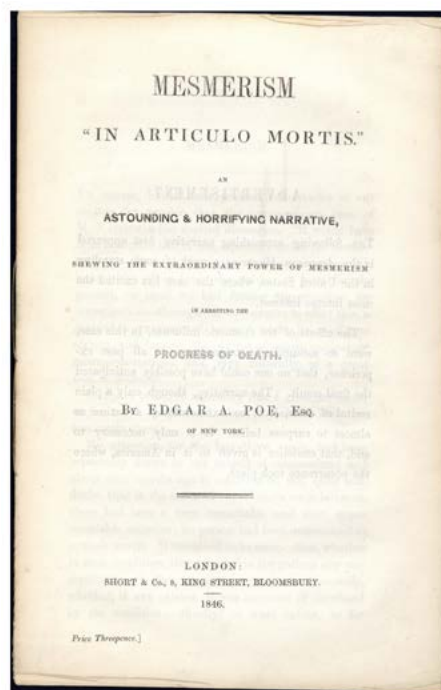 MESMERISM
"IN ARTICULO MORTIS."
AN
ASTOUNDING & HORRIFYING NARRATIVE,
SHEWING THE EXTRAORDINARY POWER OF MESMERISM
IN ARRESTING THE
PROGRESS OF DEATH.
BY EDGAR A. POE, ESQ.
OF NEW YORK.
LONDON:
SHORT & Co., 8, KING STREET, BLOOMSBURY.
1846.
Price Threepence.]